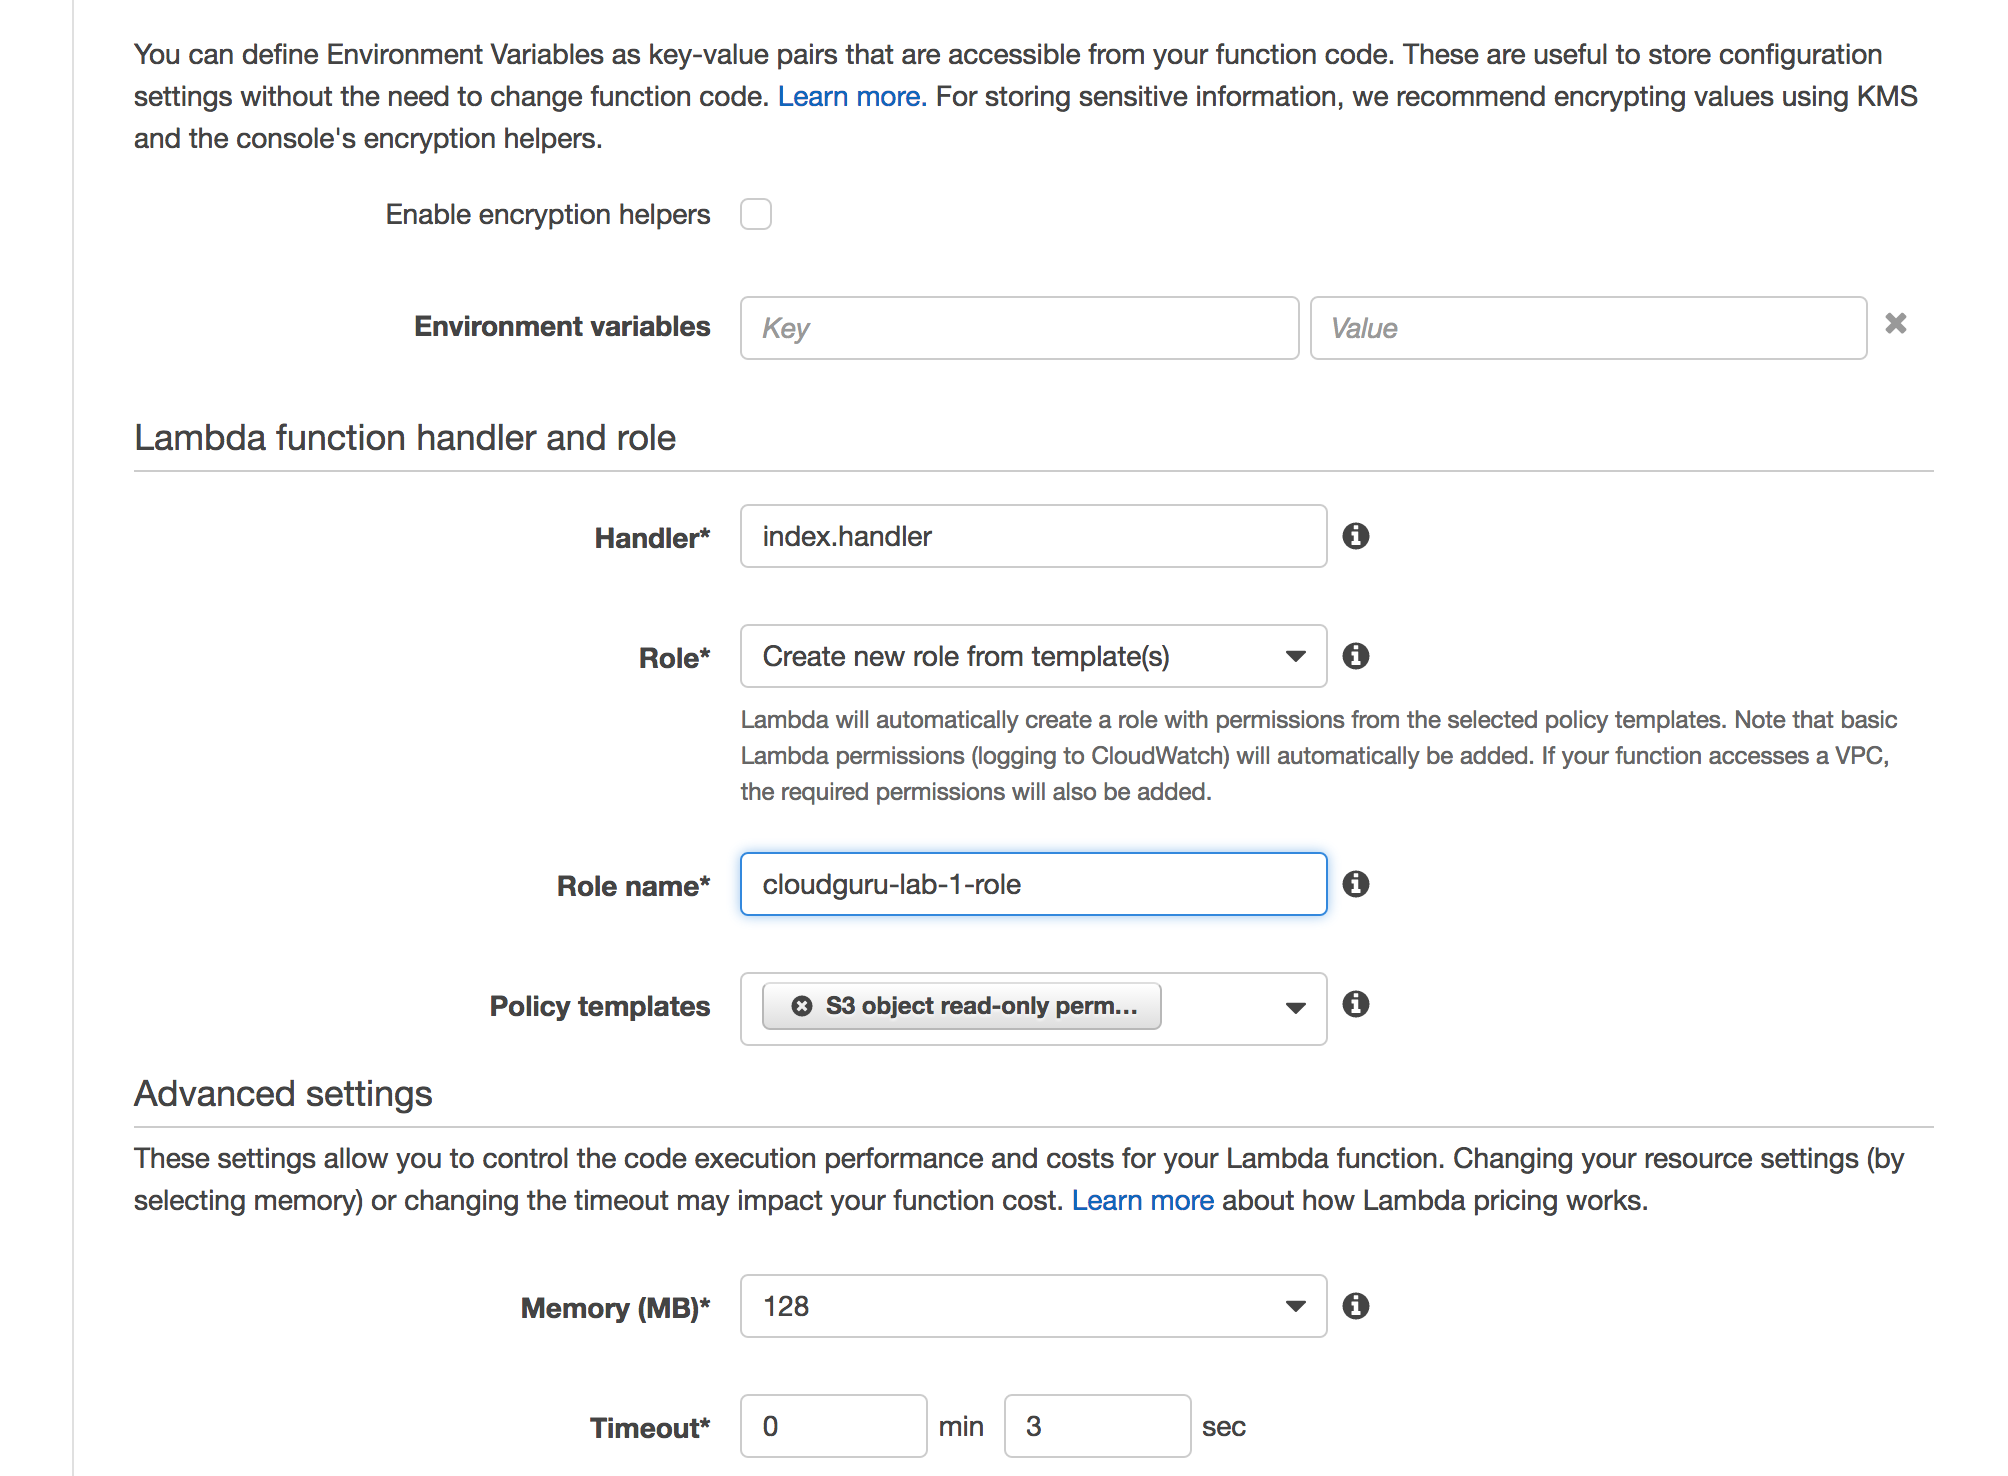 You can define Environment Variables as key-value pairs that are accessible from your function code. These are useful to store configuration
settings without the need to change function code. Learn more. For storing sensitive information, we recommend encrypting values using KMS
and the console's encryption helpers.
Enable encryption helpers
Environment variables Key Value
Lambda function handler and role
Handler* index.handler
Role* Create new role from template(s)
Lambda will automatically create a role with permissions from the selected policy templates. Note that basic
Lambda permissions (logging to CloudWatch) will automatically be added. If your function accesses a VPC,
the required permissions will also be added.
Role name* cloudguru-lab-1-role
Policy templates S3 object read-only perm...
Advanced settings
These settings allow you to control the code execution performance and costs for your Lambda function. Changing your resource settings (by
selecting memory) or changing the timeout may impact your function cost. Learn more about how Lambda pricing works.
Memory (MB)* 128
Timeout* 0 min 3 sec